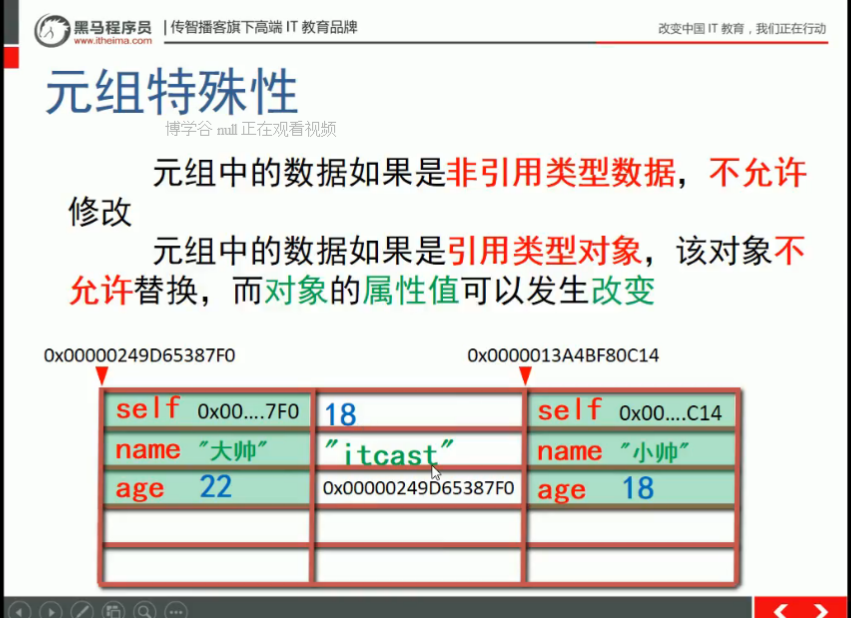 黑马程序员 | 传智播客旗下高端 IT 教育品牌
www.itheima.com
改变中国 IT 教育，我们正在行动
元组特殊性
博学谷 null 正在观看视频
元组中的数据如果是非引用类型数据，不允许
修改
元组中的数据如果是引用类型对象，该对象不
允许替换，而对象的属性值可以发生改变
0x00000249D65387F0 0x0000013A4BF80C14
self 0x00....7F0 18 self 0x00....C14
name "大帅" "itcast" name "小帅"
age 22 0x00000249D65387F0 age 18